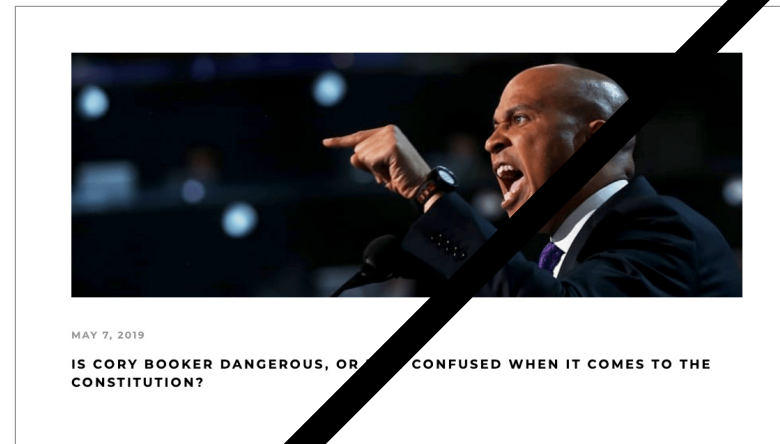 MAY 7, 2019
IS CORY BOOKER DANGEROUS, OR CONFUSED WHEN IT COMES TO THE
CONSTITUTION?